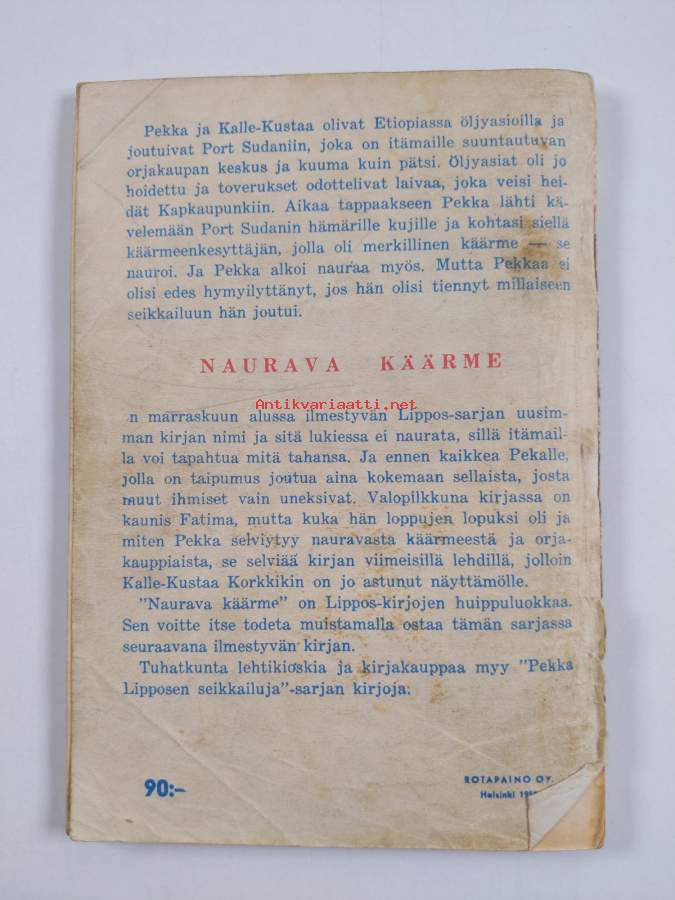 Pekka ja Kalle-Kustaa olivat Etiopiassa öljyasioilla ja
joutuivat Port Sudaniin, joka on itämaille suuntautuvan
orjakaupan keskus ja kuuma kuin pätsi. Öljyasiat oli jo
hoidettu ja toverukset odottelivat laivaa, joka veisi hei-
dät Kapkaupunkiin. Aikaa tappaakseen Pekka lähti kä-
velemään Port Sudanin hämärille kujille ja kohtasi siellä
käärmeenkesyttäjän, jolla oli merkillinen käärme — se
nauroi. Ja Pekka alkoi nauraa myös. Mutta Pekkaa ei
olisi edes hymyilyttänyt, jos hän olisi tiennyt millaiseen
seikkailuun hän joutui.
NAURAVA KÄÄRME
Antikvariaatti.net
on marraskuun alussa ilmestyvän Lippos-sarjan uusim-
man kirjan nimi ja sitä lukiessa ei naurata, sillä itämail-
la voi tapahtua mitä tahansa. Ja ennen kaikkea Pekalle,
jolla on taipumus joutua aina kokemaan sellaista, josta
muut ihmiset vain uneksivat. Valopilkkuna kirjassa on
kaunis Fatima, mutta kuka hän loppujen lopuksi oli ja
miten Pekka selviytyy nauravasta käärmeestä ja orja-
kauppiaista, se selviää kirjan viimeisillä lehdillä, jolloin
Kalle-Kustaa Korkkikin on jo astunut näyttämölle.
"Naurava käärme" on Lippos-kirjojen huippuluokkaa.
Sen voitte itse todeta muistamalla ostaa tämän sarjassa
seuraavana ilmestyvän kirjan.
Tuhatkunta lehtikioskia ja kirjakauppaa myy "Pekka
Lipposen seikkailuja"-sarjan kirjoja.
90:-
ROTAPAINO OY.
Helsinki